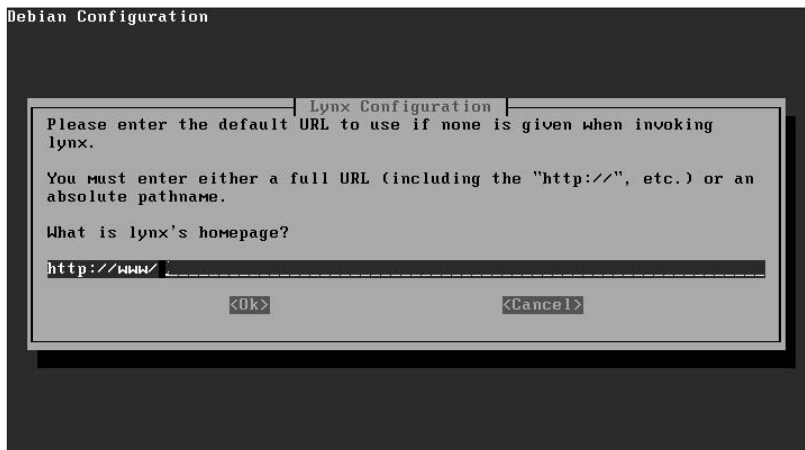 Debian Configuration
Lynx Configuration
Please enter the default URL to use if none is given when invoking
lynx.
You must enter either a full URL (including the "http://", etc.) or an
absolute pathname.
What is lynx's homepage?
http://www/
<Ok> <Cancel>